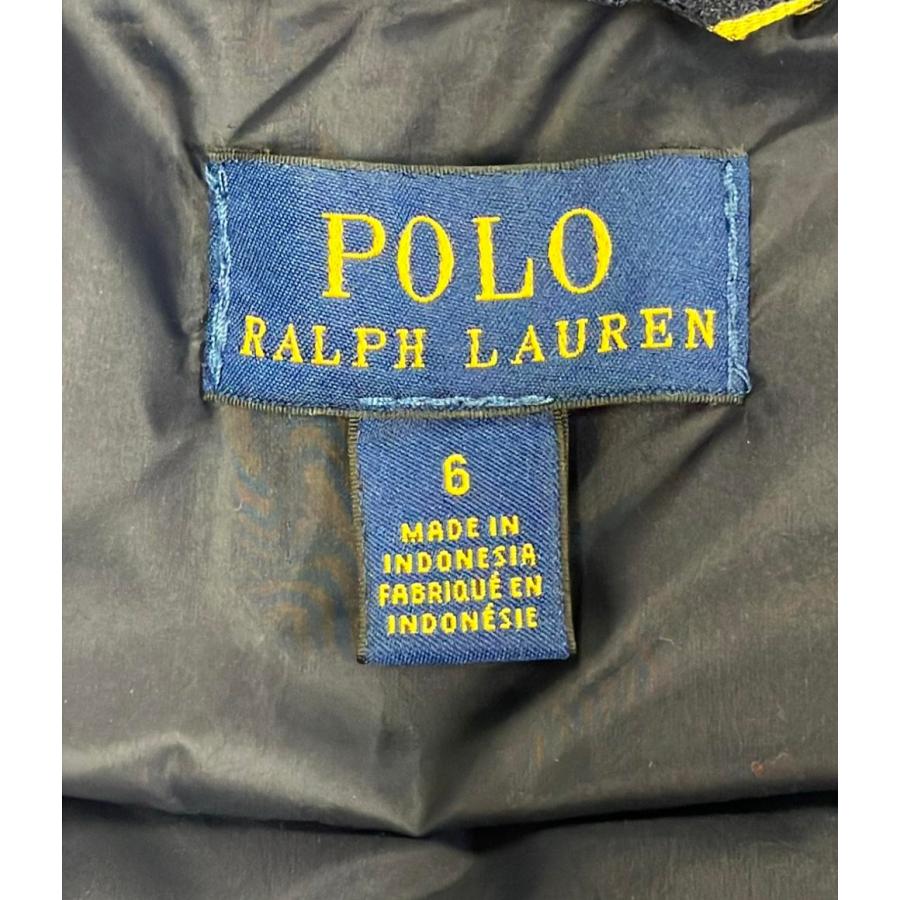 POLO
RALPH LAUREN
6
MADE IN
INDONESIA
FABRIQUÉ EN
INDONÉSIE